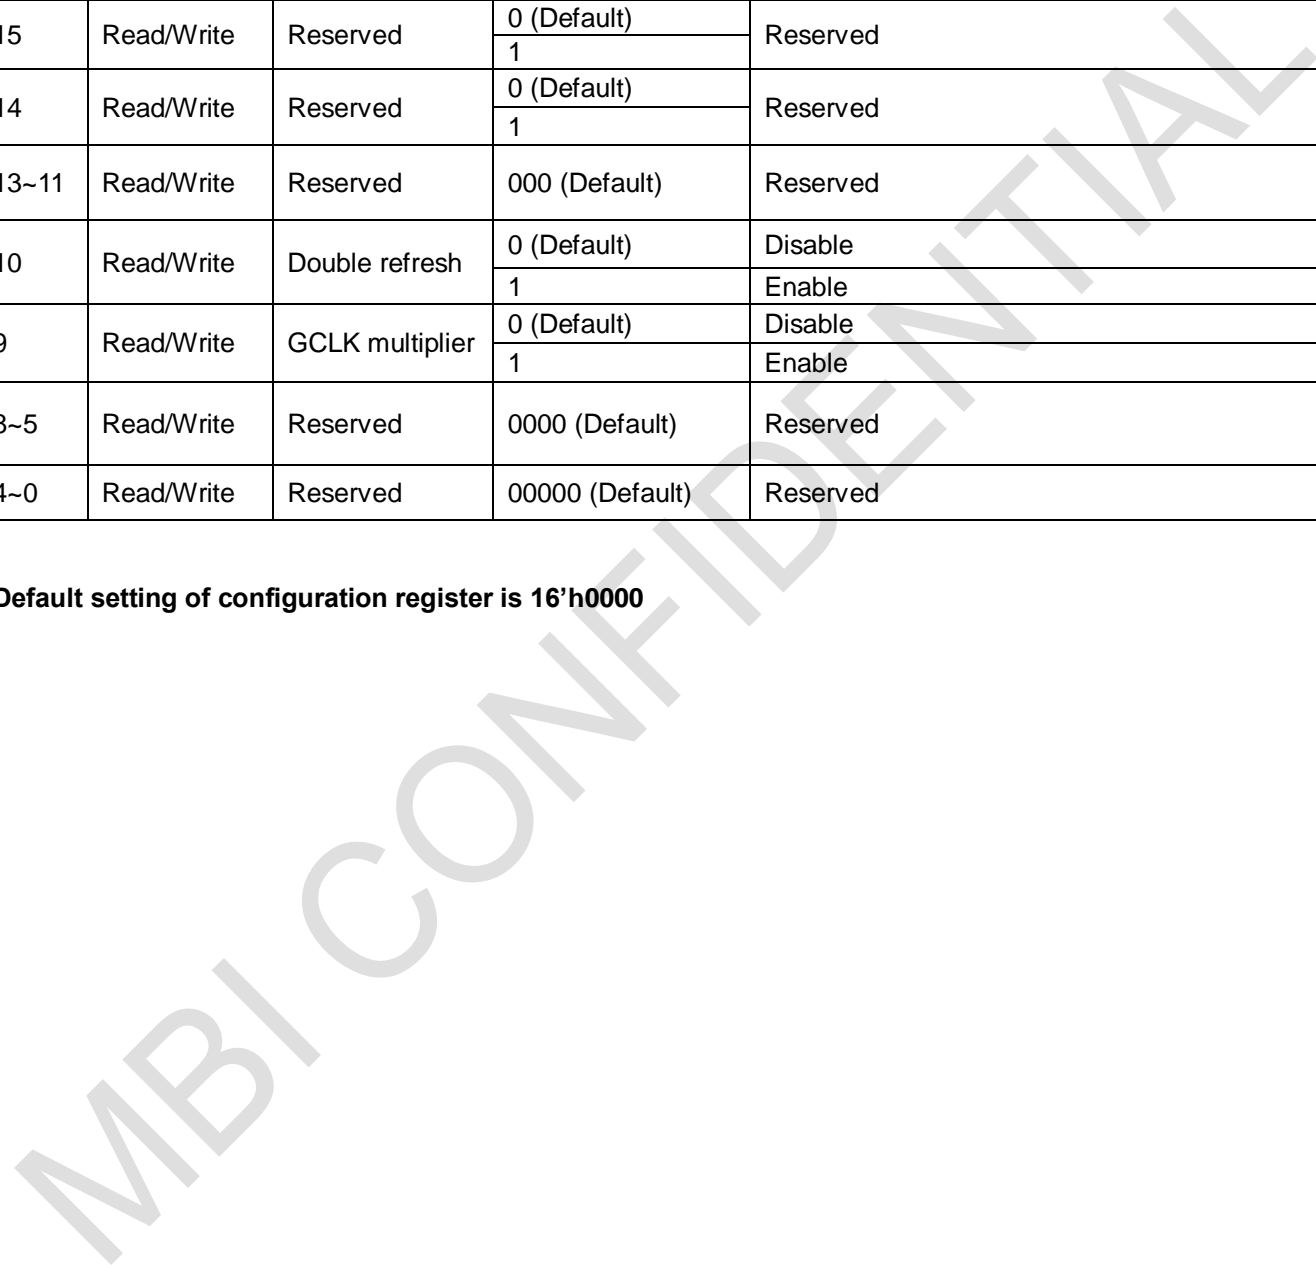 15 Read/Write Reserved 0 (Default) Reserved
1
14 Read/Write Reserved 0 (Default) Reserved
1
13~11 Read/Write Reserved 000 (Default) Reserved
10 Read/Write Double refresh 0 (Default) Disable
1 Enable
9 Read/Write GCLK multiplier 0 (Default) Disable
1 Enable
8~5 Read/Write Reserved 0000 (Default) Reserved
4~0 Read/Write Reserved 00000 (Default) Reserved
Default setting of configuration register is 16’h0000
MBI CONFIDENTIAL